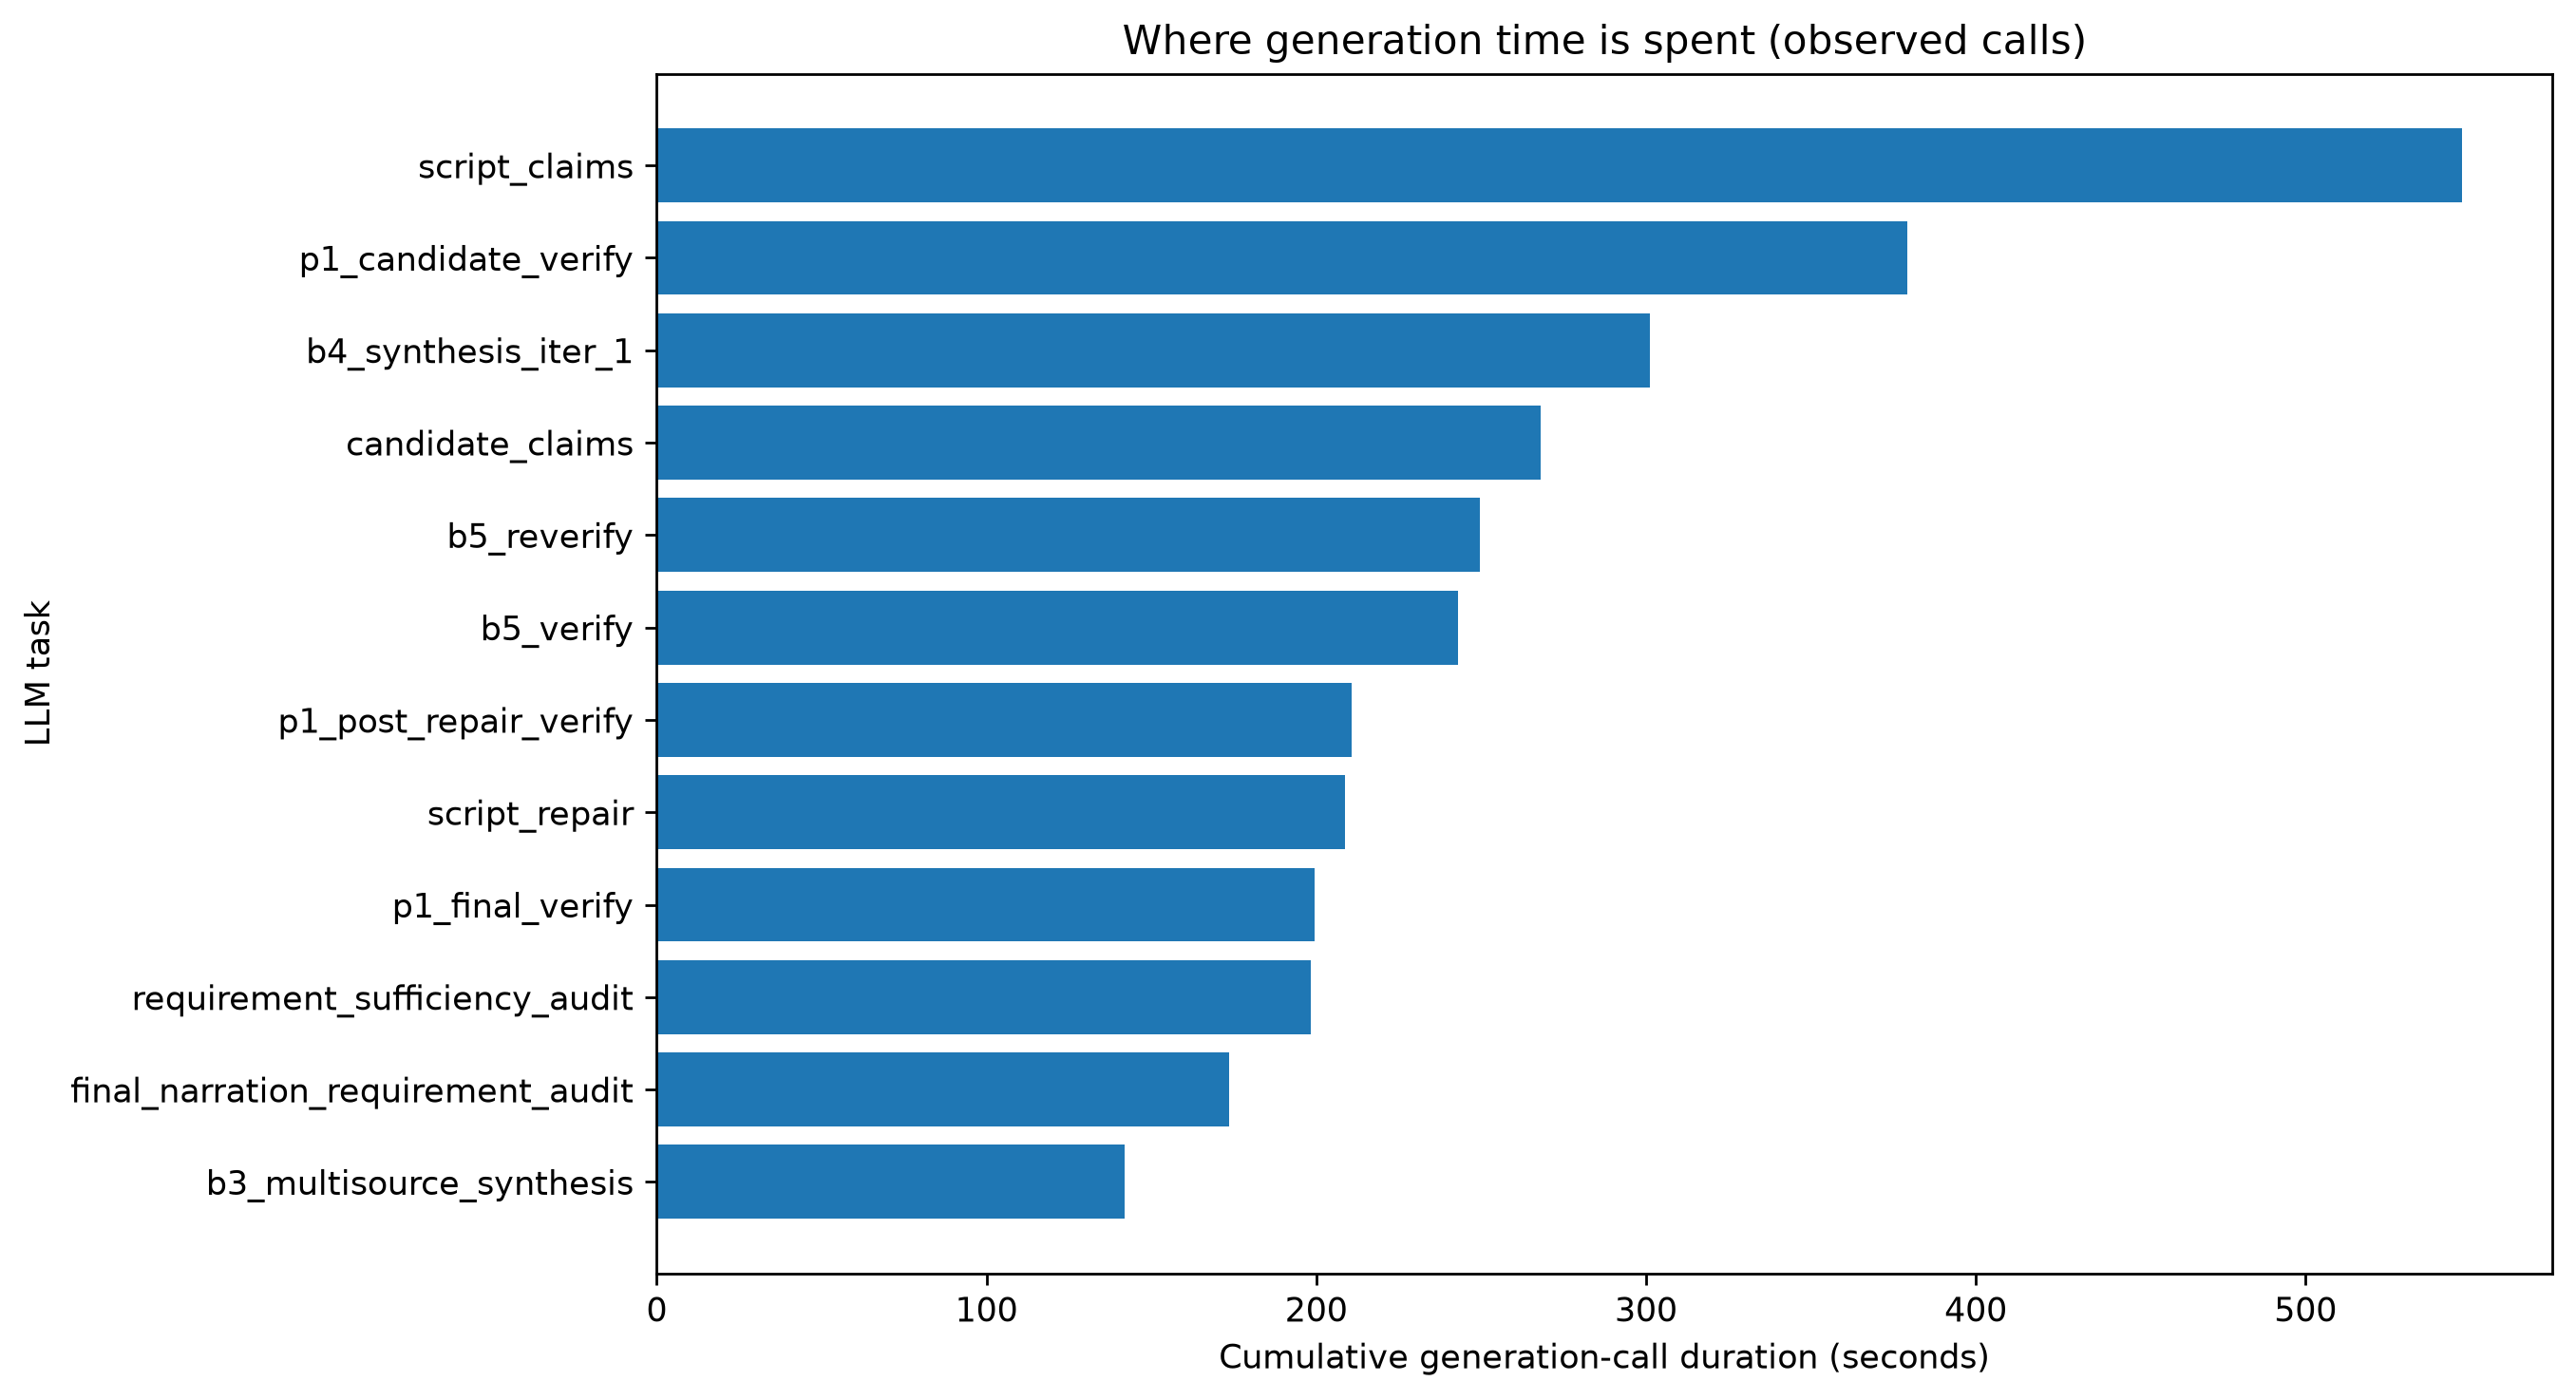 Where generation time is spent (observed calls)
script_claims
p1_candidate_verify
b4_synthesis_iter_1
candidate_claims
b5_reverify
b5_verify
p1_post_repair_verify
script_repair
p1_final_verify
requirement_sufficiency_audit
final_narration_requirement_audit
b3_multisource_synthesis
LLM task
0 100 200 300 400 500
Cumulative generation-call duration (seconds)